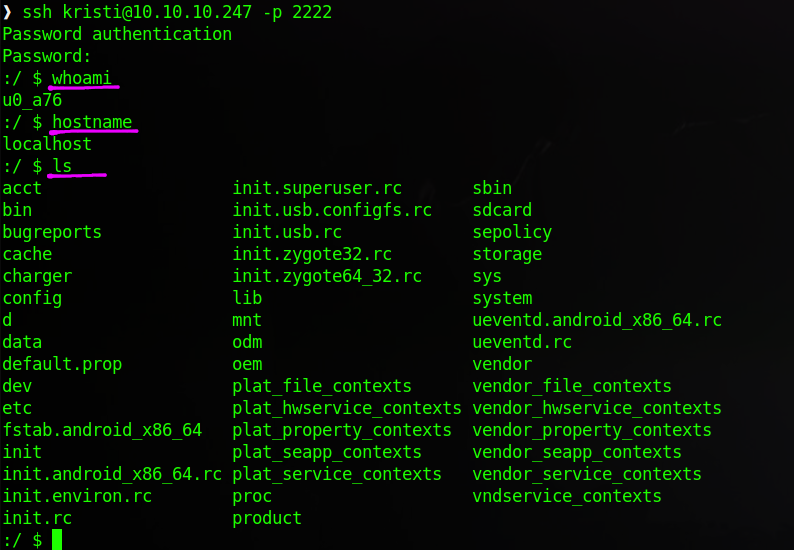 ❯ ssh kristi@10.10.10.247 -p 2222
Password authentication
Password:
:/ $ whoami
u0_a76
:/ $ hostname
localhost
:/ $ ls
acct                   init.superuser.rc       sbin
bin                    init.usb.configfs.rc    sdcard
bugreports             init.usb.rc             sepolicy
cache                  init.zygote32.rc        storage
charger                init.zygote64_32.rc     sys
config                 lib                     system
d                      mnt                     ueventd.android_x86_64.rc
data                   odm                     ueventd.rc
default.prop           oem                     vendor
dev                    plat_file_contexts      vendor_file_contexts
etc                    plat_hwservice_contexts vendor_hwservice_contexts
fstab.android_x86_64   plat_property_contexts  vendor_property_contexts
init                   plat_seapp_contexts     vendor_seapp_contexts
init.android_x86_64.rc plat_service_contexts   vendor_service_contexts
init.environ.rc        proc                    vndservice_contexts
init.rc                product
:/ $